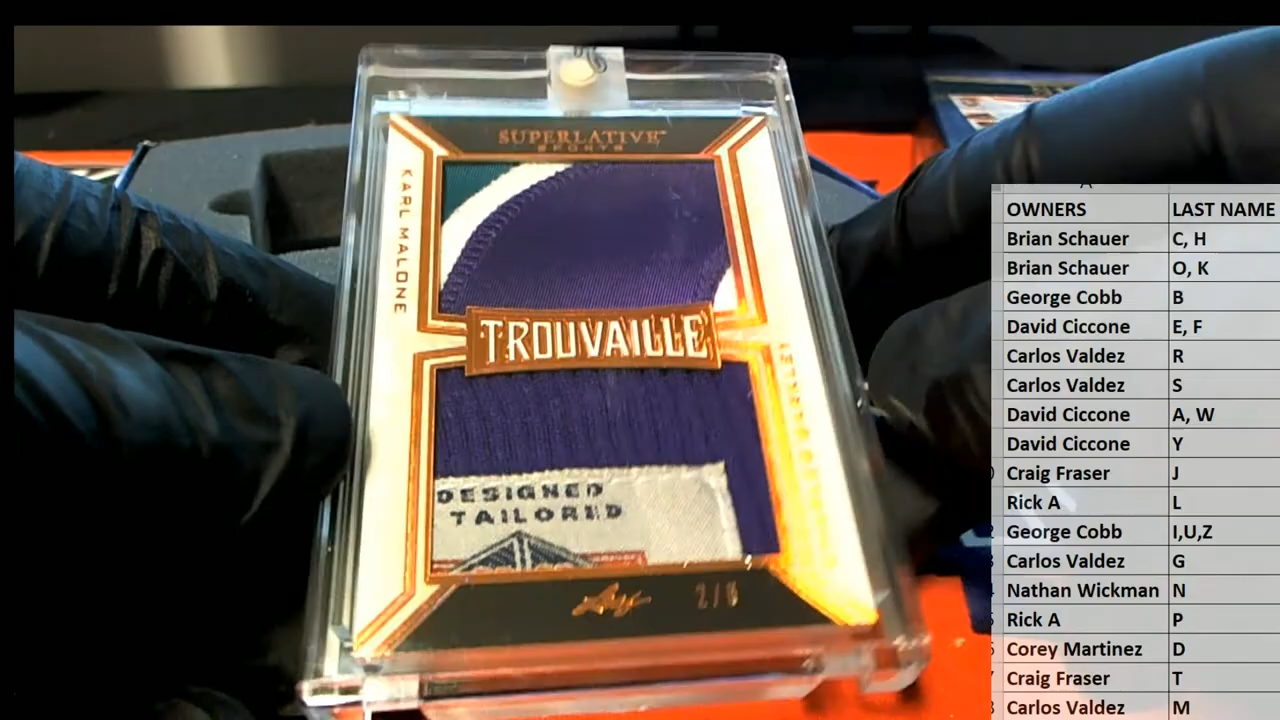 SUPERLATIVE
SPORTS
KARL MALONE
TROUVAILLE
DESIGNED
TAILORED
Leaf
A
OWNERS LAST NAME
Brian Schauer C, H
Brian Schauer O, K
George Cobb B
David Ciccone E, F
Carlos Valdez R
Carlos Valdez S
David Ciccone A, W
David Ciccone Y
Craig Fraser J
Rick A L
George Cobb I,U,Z
Carlos Valdez G
Nathan Wickman N
Rick A P
Corey Martinez D
Craig Fraser T
Carlos Valdez M